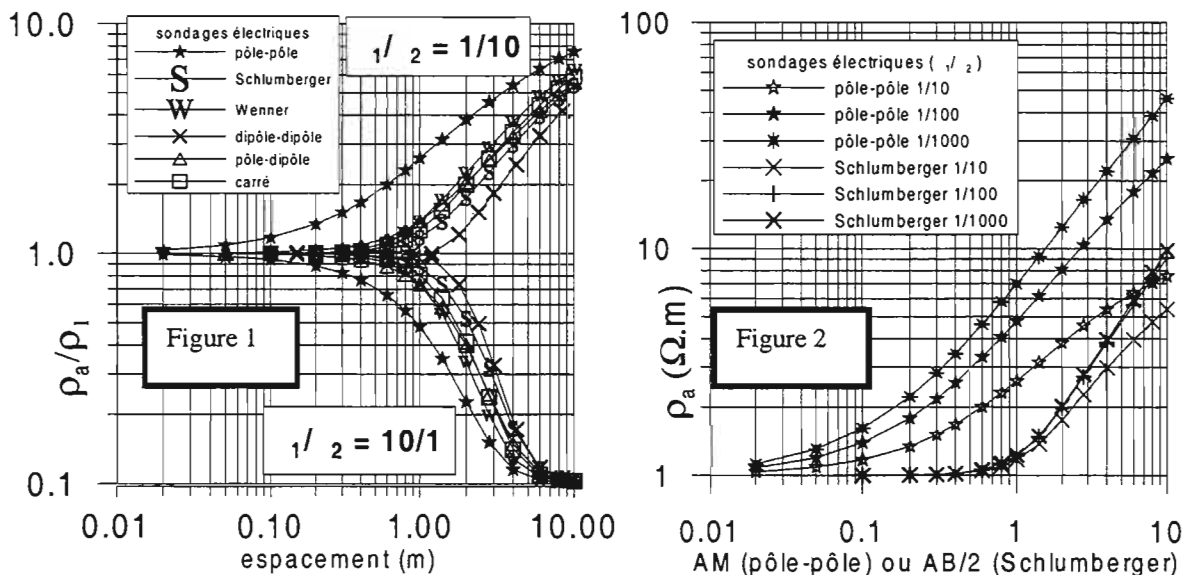 10.0
1.0
0.1
ρa/ρ1
sondages électriques
pôle-pôle
S Schlumberger
W Wenner
dipôle-dipôle
pôle-dipôle
carré
1/ 2 = 1/10
Figure 1
1/ 2 = 10/1
0.01 0.10 1.00 10.00
espacement (m)
100
10
1
ρa (Ω.m)
sondages électriques ( 1/ 2)
pôle-pôle 1/10
pôle-pôle 1/100
pôle-pôle 1/1000
Schlumberger 1/10
Schlumberger 1/100
Schlumberger 1/1000
Figure 2
0.01 0.1 1 10
AM (pôle-pôle) ou AB/2 (Schlumberger)